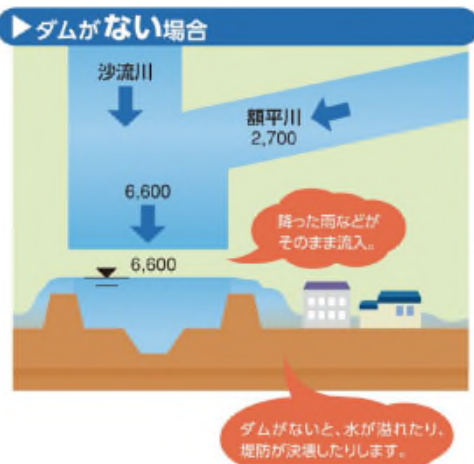 ▶ダムがない場合
沙流川
額平川
2,700
6,600
降った雨などが
そのまま流入。
6,600
ダムがないと、水が溢れたり、
堤防が決壊したりします。